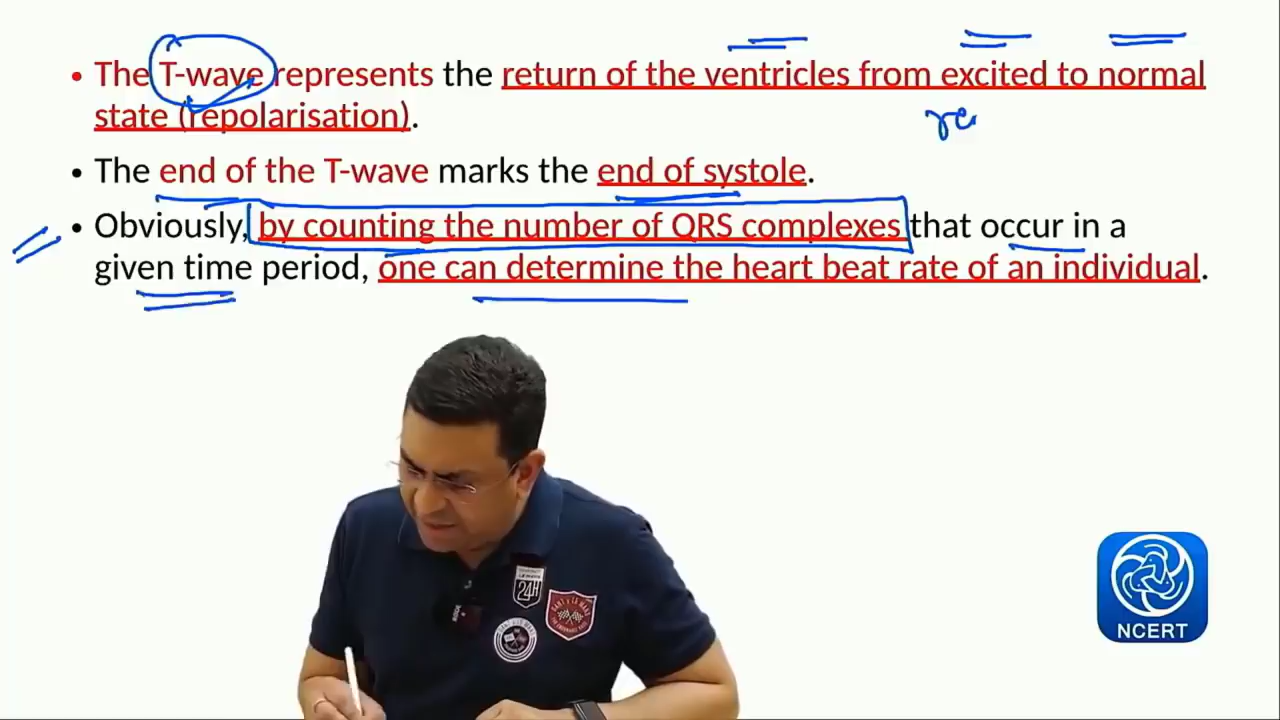 • The T-wave represents the return of the ventricles from excited to normal
state (repolarisation).
re
• The end of the T-wave marks the end of systole.
• Obviously, by counting the number of QRS complexes that occur in a
given time period, one can determine the heart beat rate of an individual.
24H
NCERT